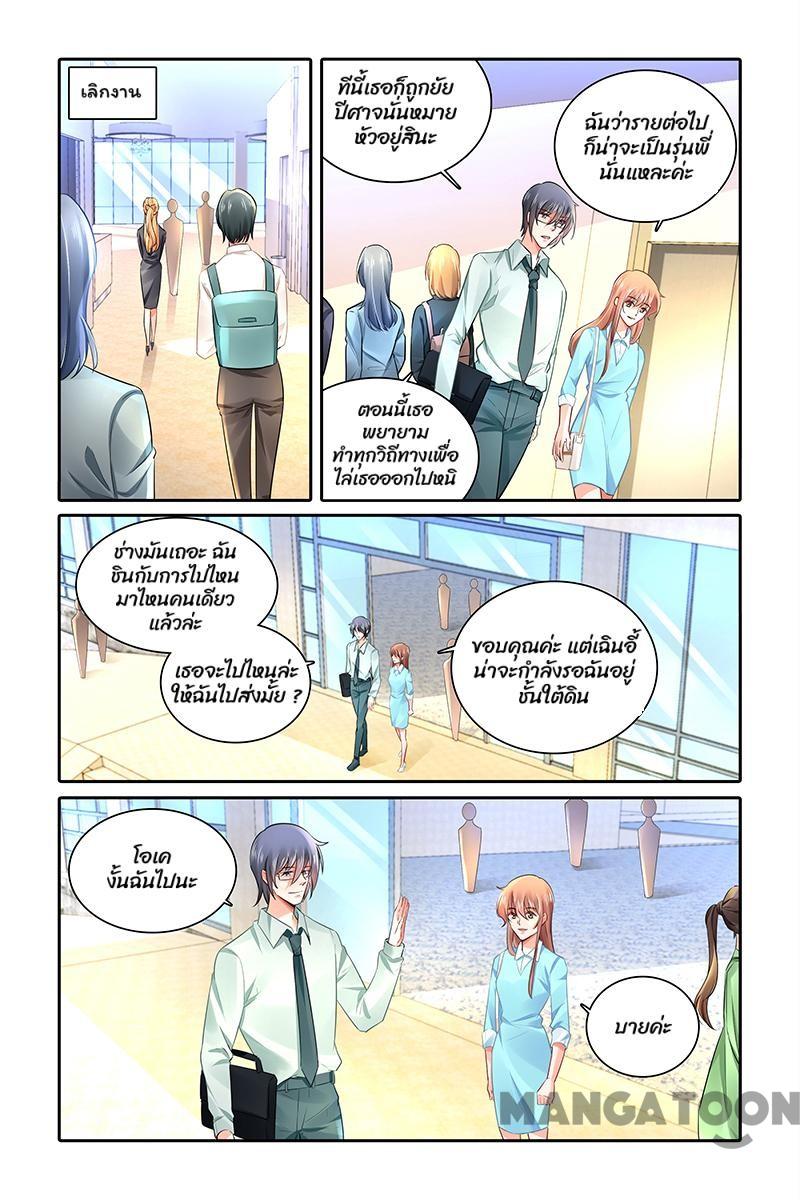 เลิกงาน
ทีนี้เธอก็ถูกยัย
ปีศาจนั่นหมาย
หัวอยู่สินะ
ฉันว่ารายต่อไป
ก็น่าจะเป็นรุ่นพี่
นั่นแหละค่ะ
ตอนนี้เธอ
พยายาม
ทำทุกวิถีทางเพื่อ
ไล่เธอออกไปหนิ
ช่างมันเถอะ ฉัน
ชินกับการไปไหน
มาไหนคนเดียว
แล้วล่ะ
เธอจะไปไหนล่ะ
ให้ฉันไปส่งมั้ย ?
ขอบคุณค่ะ แต่เฉินอี้
น่าจะกำลังรอฉันอยู่
ชั้นใต้ดิน
โอเค
งั้นฉันไปนะ
บายค่ะ
MANGATOON